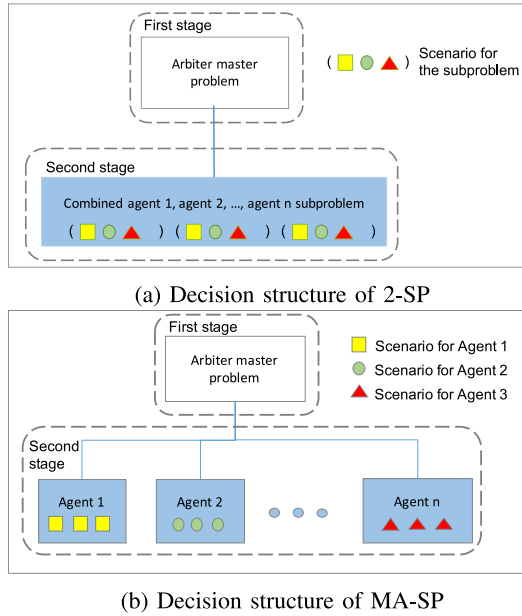 First stage
Arbiter master
problem
( ) Scenario for
the subproblem
Second stage
Combined agent 1, agent 2, ..., agent n subproblem
( ) ( ) ( )
(a) Decision structure of 2-SP
First stage
Arbiter master
problem
Scenario for Agent 1
Scenario for Agent 2
Scenario for Agent 3
Second
stage
Agent 1
Agent 2
Agent n
(b) Decision structure of MA-SP